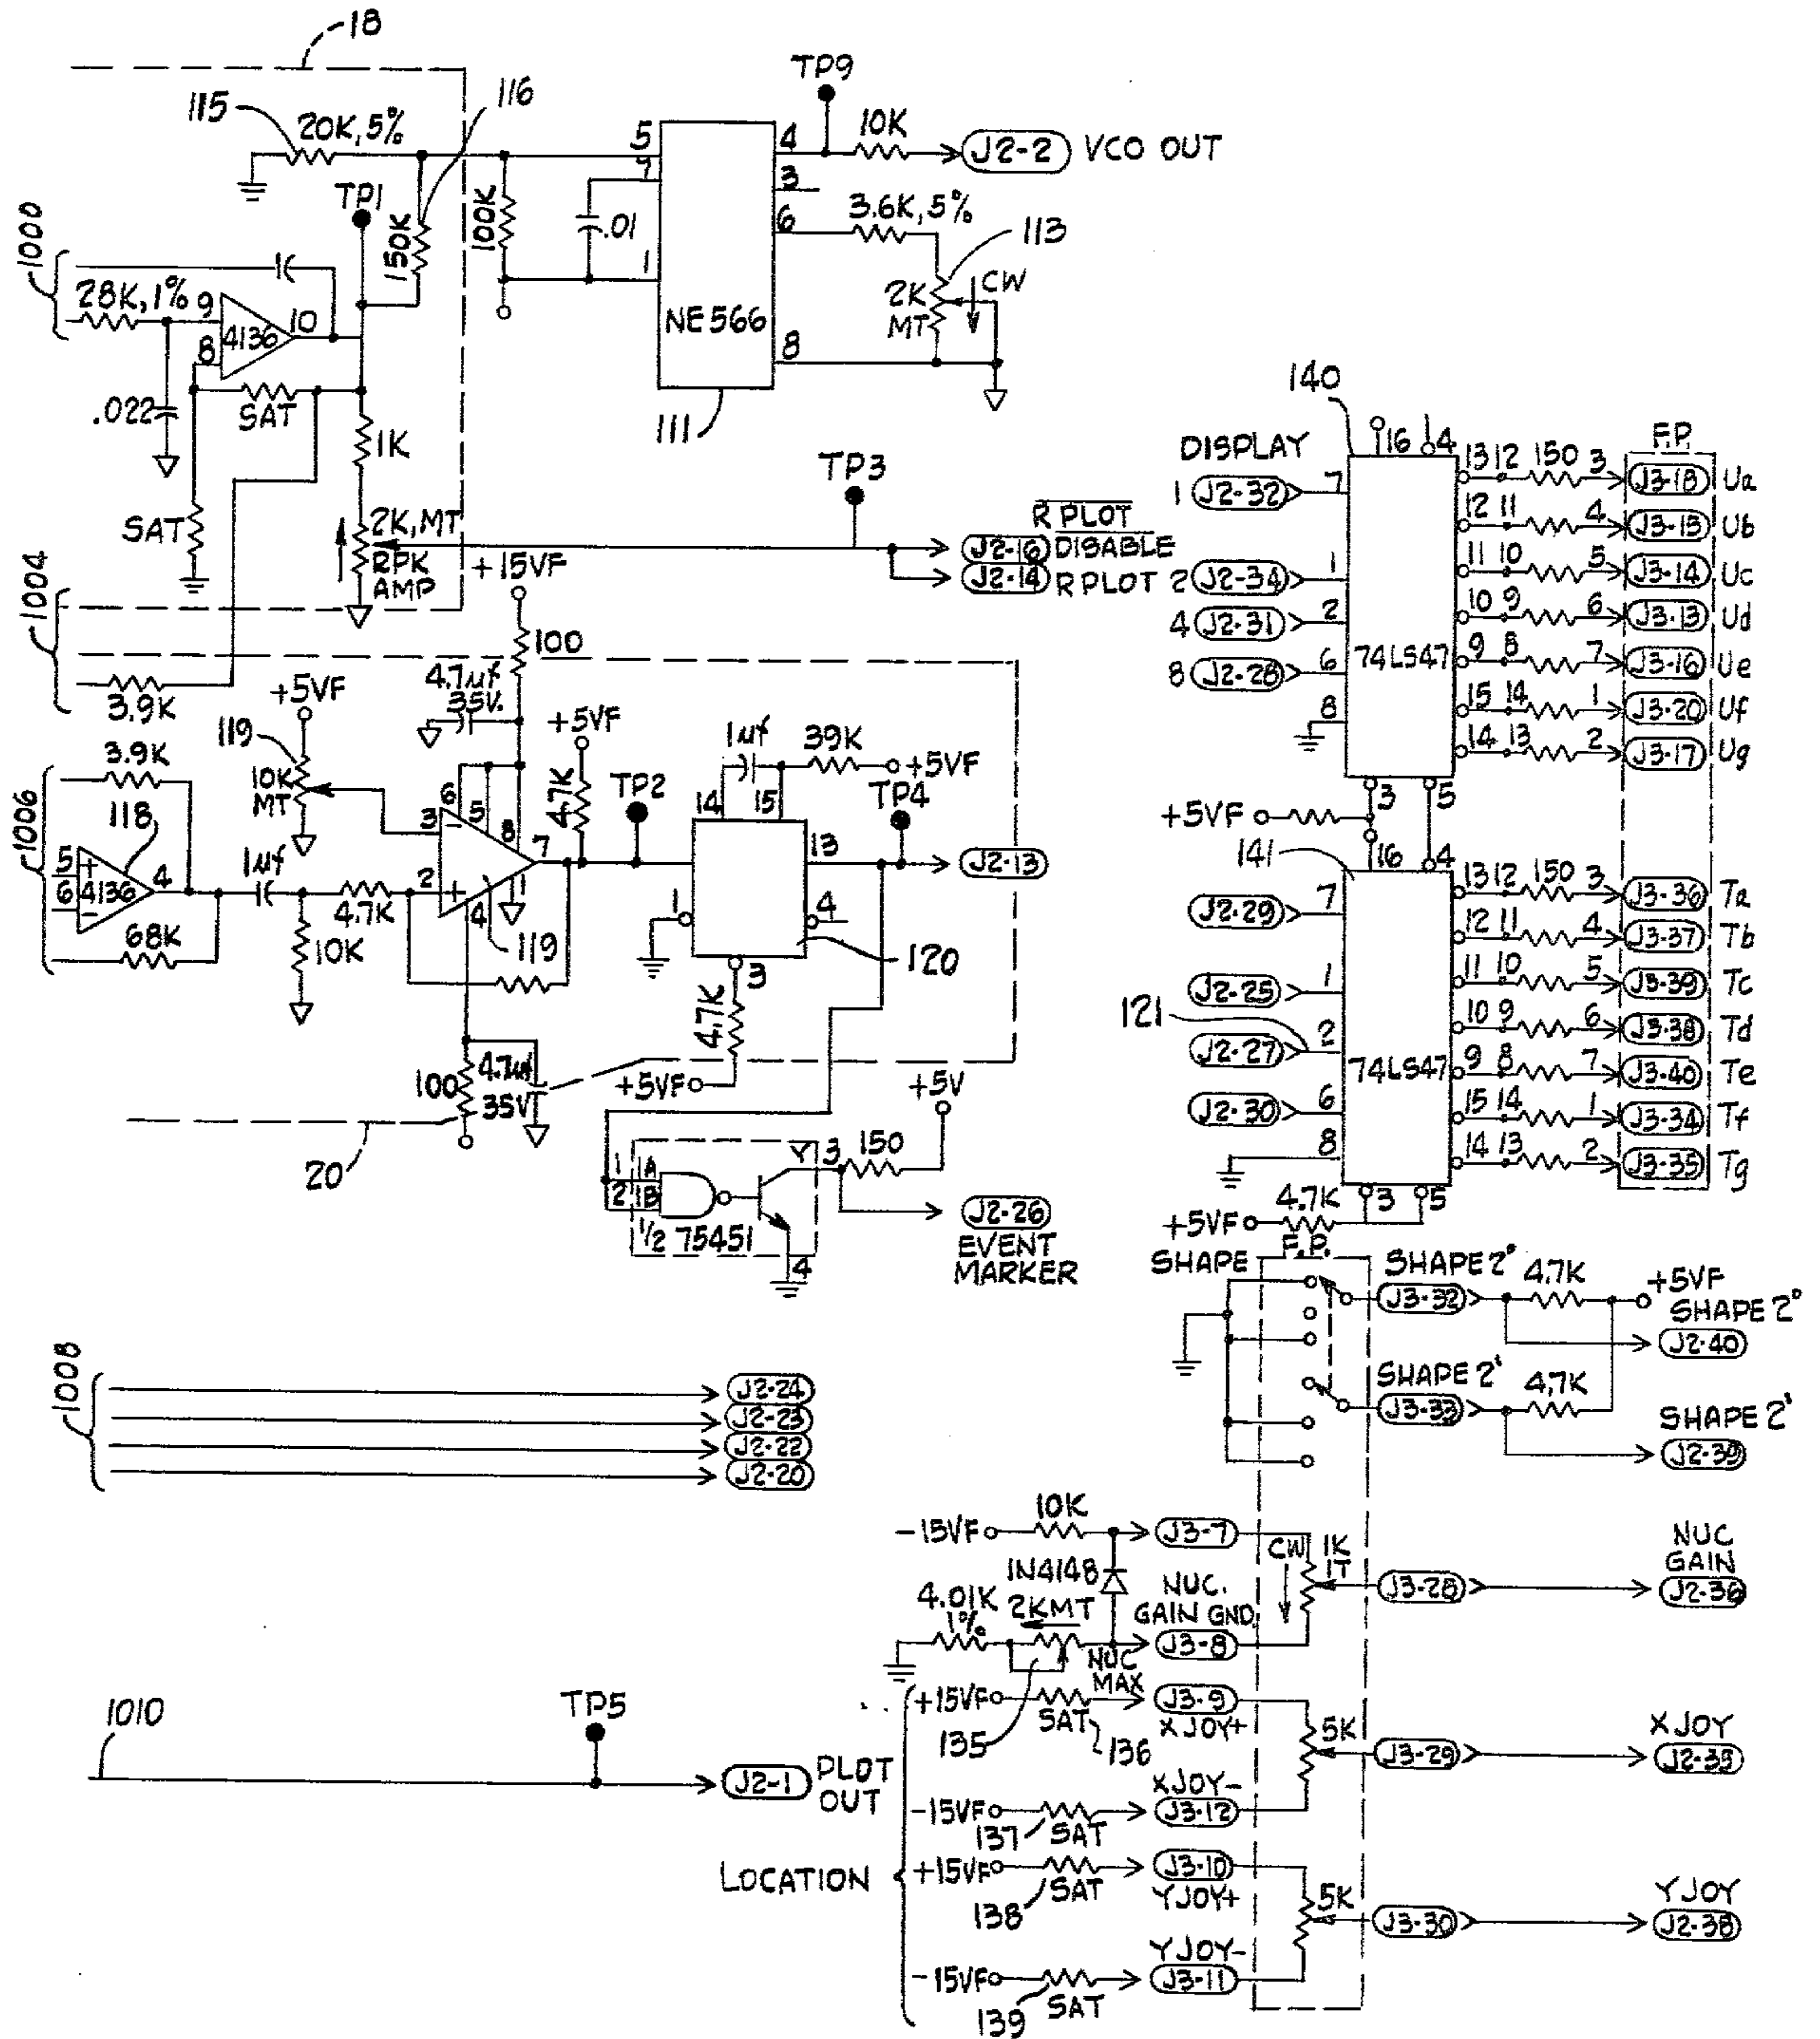 18
TP9
115
20K, 5%
116
5
4
10K
J2-2
VCO OUT
7
3
TP1
150K
100K
.01
6
3.6K, 5%
113
1000
1
28K, 1%
9
4136
10
8
1
NE566
2K
MT
CW
8
.022
SAT
1K
111
140
TP3
DISPLAY
16
4
F.P.
1
J2-32
7
13
12
150
3
J3-18
Ua
SAT
2K, MT
RPK
AMP
R PLOT
J2-16
DISABLE
J2-14
R PLOT
12
11
4
J3-15
Ub
+15VF
2
J2-34
1
11
10
5
J3-14
Uc
1004
4
J2-31
2
10
9
6
J3-13
Ud
100
8
J2-28
6
74LS47
9
8
7
J3-16
Ue
3.9K
+5VF
4.7µf
35V.
+5VF
8
15
14
1
J3-20
Uf
14
13
2
J3-17
Ug
119
3.9K
10K
MT
1µf
39K
+5VF
3
5
118
6
5
8
4.7K
TP2
14
15
TP4
+5VF
1006
5
+
4136
6
-
4
1µf
3
-
7
13
J2-13
141
16
4
4.7K
2
+
1
4
119
1
4
7
J2-29
13
12
150
3
J3-36
Ta
68K
10K
120
12
11
4
J3-37
Tb
3
J2-25
1
11
10
5
J3-39
Tc
4.7K
121
J2-27
2
10
9
6
J3-38
Td
100
4.7µf
35V
+5VF
+5V
74LS47
9
8
7
J3-40
Te
J2-30
6
15
14
1
J3-34
Tf
20
1
1A
2
1B
Y
3
150
8
14
13
2
J3-35
Tg
1/2 75451
4
J2-26
EVENT
MARKER
4.7K
3
5
+5VF
SHAPE
F.P.
SHAPE 2⁰
J3-32
4.7K
+5VF
SHAPE 2⁰
J2-40
1008
J2-24
J2-23
J2-22
J2-20
SHAPE 2¹
J3-33
4.7K
SHAPE 2¹
J2-39
-15VF
10K
J3-7
CW
1K
1T
J3-28
NUC
GAIN
J2-36
1N4148
4.01K
1%
2KMT
NUC.
GAIN GND
J3-8
NUC
MAX
135
1010
TP5
J2-1
PLOT
OUT
LOCATION
+15VF
SAT
136
J3-9
XJOY+
5K
J3-29
XJOY
J2-35
-15VF
137
SAT
XJOY-
J3-12
+15VF
138
SAT
J3-10
YJOY+
5K
J3-30
YJOY
J2-38
-15VF
139
SAT
YJOY-
J3-11